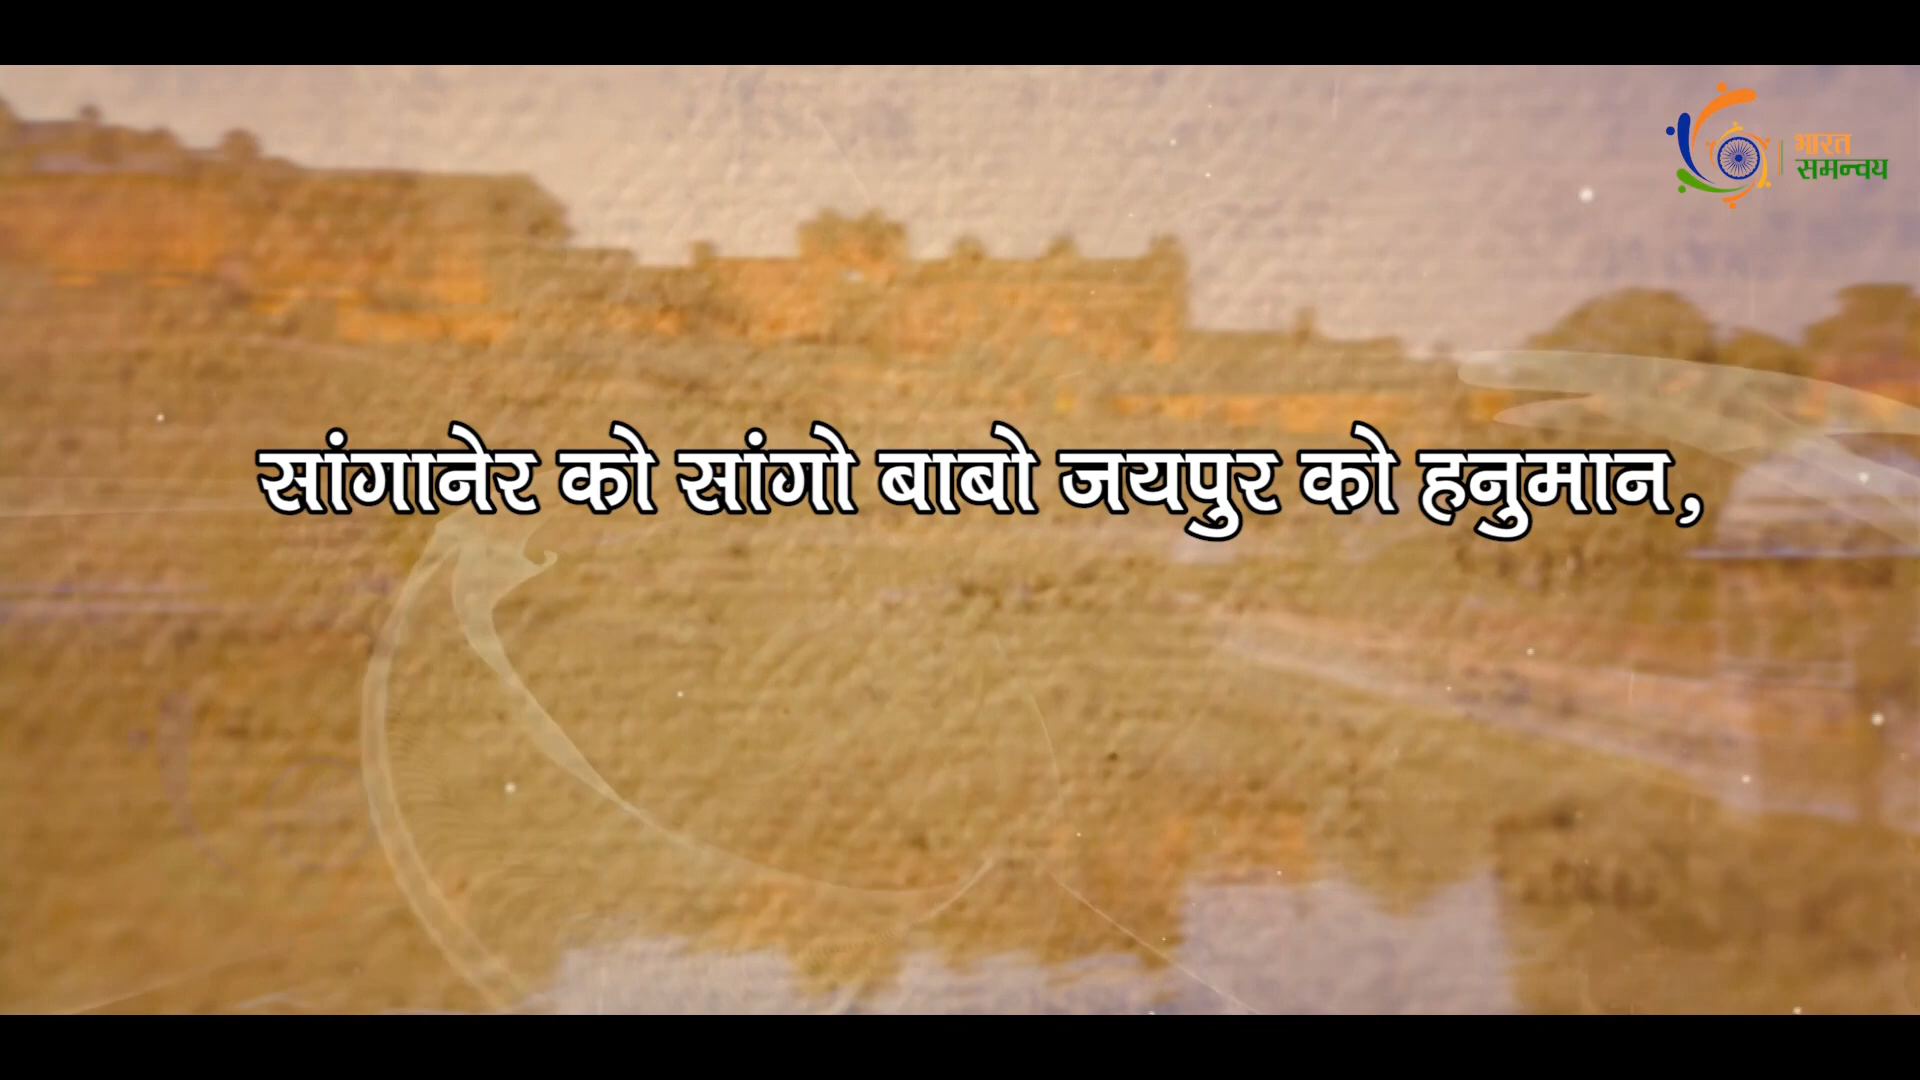 भारत
समन्वय
सांगानेर को सांगो बाबो जयपुर को हनुमान,